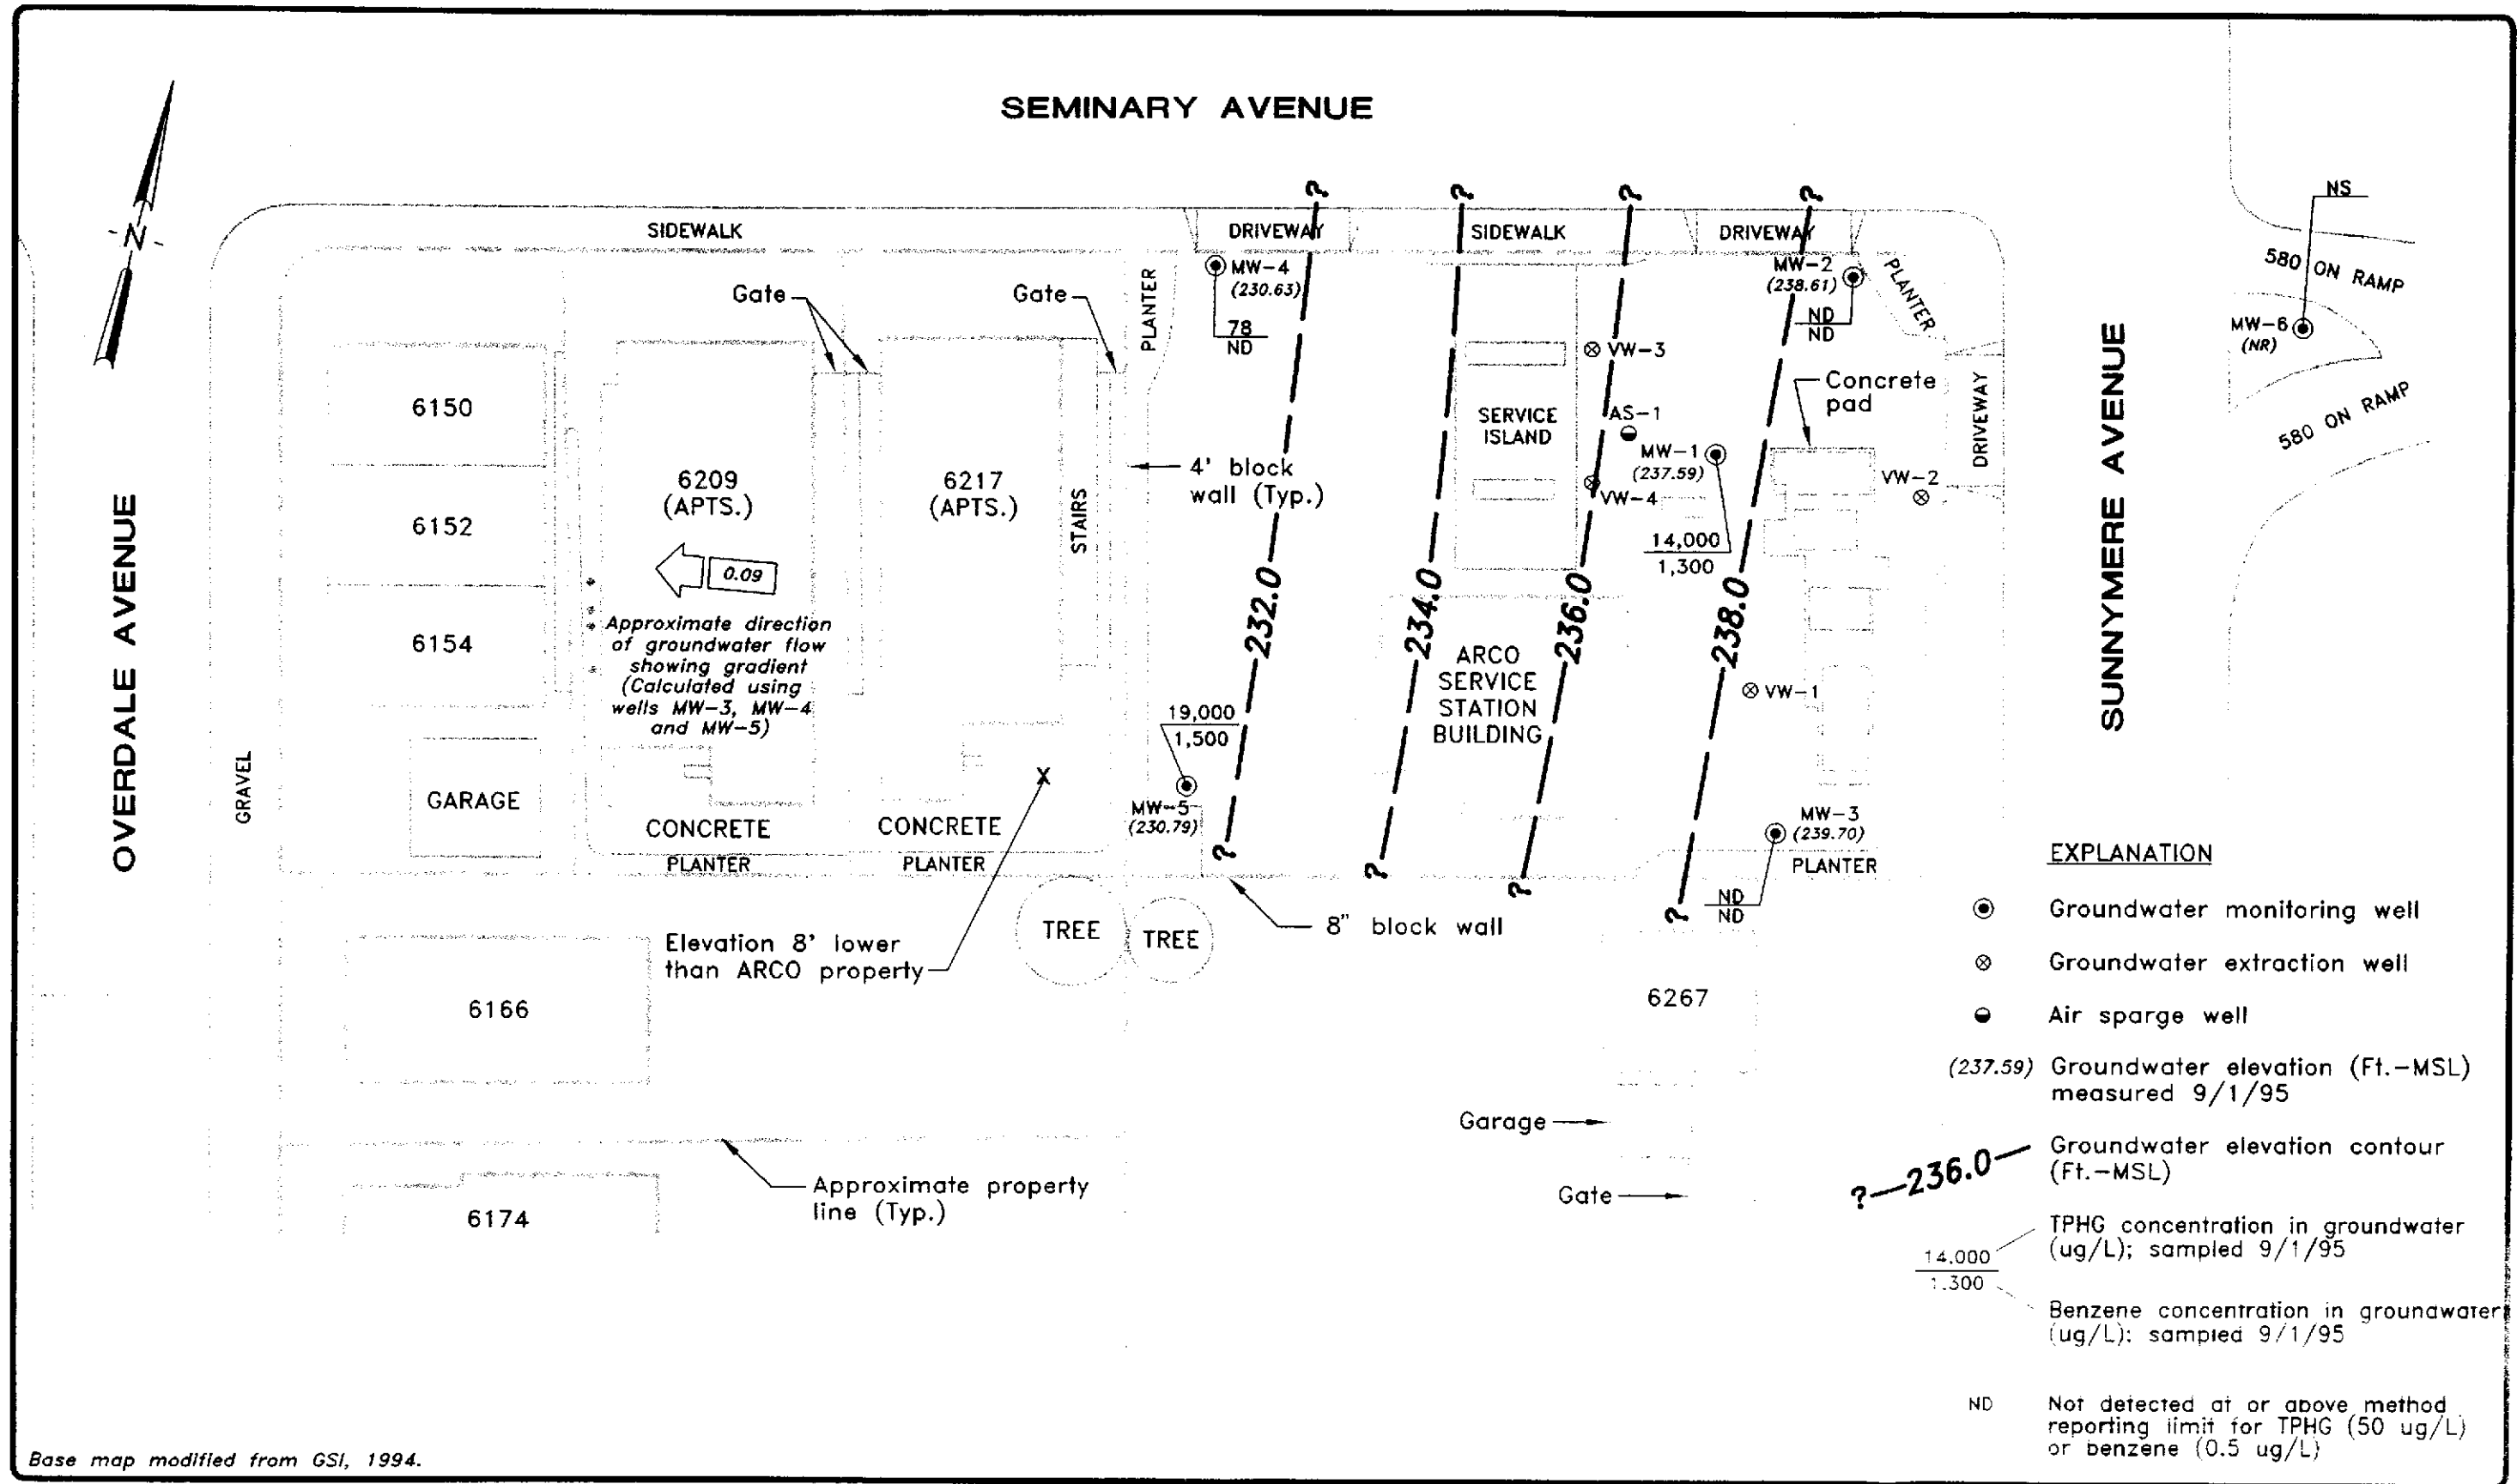 SEMINARY AVENUE
N
SIDEWALK
DRIVEWAY
SIDEWALK
DRIVEWAY
?
?
?
?
NS
580 ON RAMP
MW-6
(NR)
580 ON RAMP
Gate
Gate
PLANTER
MW-4
(230.63)
78
ND
MW-2
(238.61)
ND
ND
PLANTER
VW-3
Concrete
pad
DRIVEWAY
SERVICE
ISLAND
AS-1
MW-1
(237.59)
VW-4
14,000
1,300
VW-2
6150
6152
6154
6209
(APTS.)
6217
(APTS.)
STAIRS
4' block
wall (Typ.)
0.09
Approximate direction
of groundwater flow
showing gradient
(Calculated using
wells MW-3, MW-4
and MW-5)
232.0
234.0
236.0
238.0
ARCO
SERVICE
STATION
BUILDING
VW-1
OVERDALE AVENUE
SUNNYMERE AVENUE
GRAVEL
GARAGE
CONCRETE
PLANTER
CONCRETE
PLANTER
X
19,000
1,500
MW-5
(230.79)
MW-3
(239.70)
PLANTER
ND
ND
?
?
?
?
Elevation 8' lower
than ARCO property
TREE
TREE
8" block wall
6166
6267
Garage
Gate
Approximate property
line (Typ.)
6174
EXPLANATION
Groundwater monitoring well
Groundwater extraction well
Air sparge well
(237.59) Groundwater elevation (Ft.-MSL)
measured 9/1/95
?—236.0— Groundwater elevation contour
(Ft.-MSL)
14,000
1,300
TPHG concentration in groundwater
(ug/L); sampled 9/1/95
Benzene concentration in groundwater
(ug/L); sampled 9/1/95
ND Not detected at or above method
reporting limit for TPHG (50 ug/L)
or benzene (0.5 ug/L)
Base map modified from GSI, 1994.